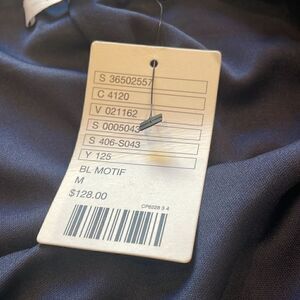 S 36502557
C 4120
V 021162
S 0005043
S 406-S043
Y 125
BL MOTIF
M
$128.00
CP6028 3.4